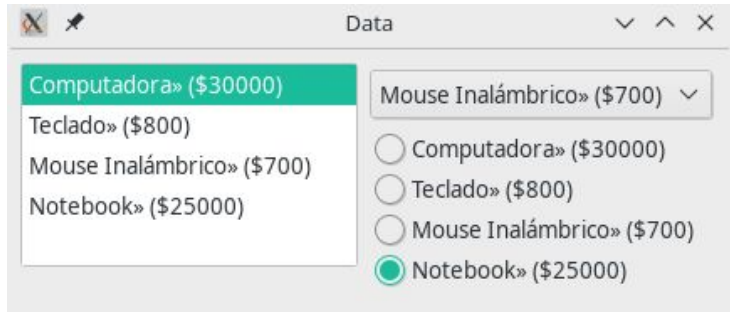 Data
Computadora» ($30000)
Teclado» ($800)
Mouse Inalámbrico» ($700)
Notebook» ($25000)
Mouse Inalámbrico» ($700)
Computadora» ($30000)
Teclado» ($800)
Mouse Inalámbrico» ($700)
Notebook» ($25000)